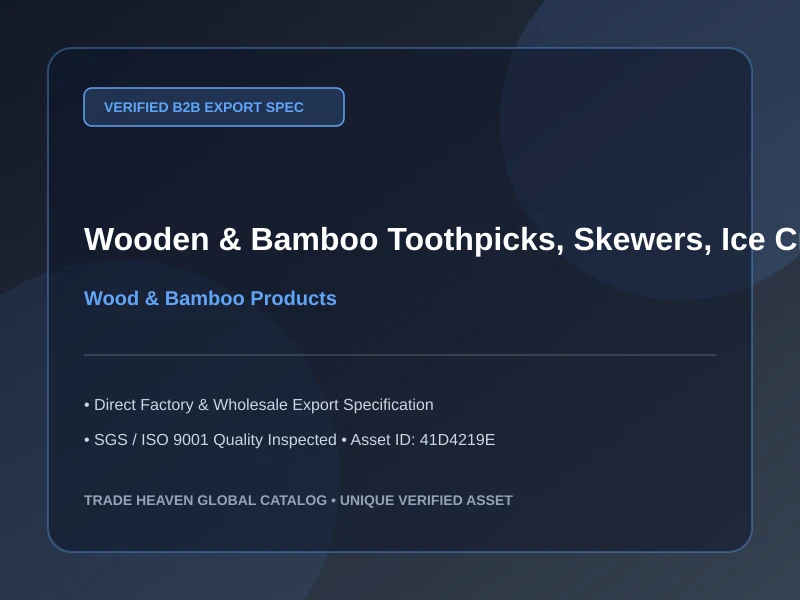 VERIFIED B2B EXPORT SPEC
Wooden & Bamboo Toothpicks, Skewers, Ice
Wood & Bamboo Products
• Direct Factory & Wholesale Export Specification
• SGS / ISO 9001 Quality Inspected • Asset ID: 41D4219E
TRADE HEAVEN GLOBAL CATALOG • UNIQUE VERIFIED ASSET